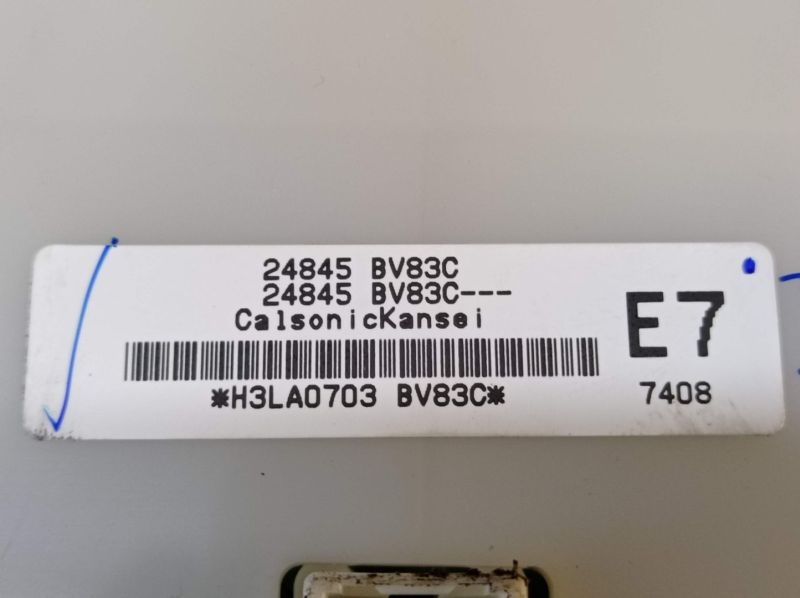 24845 BV83C
24845 BV83C---
CalsonicKansei
E7
*H3LA0703 BV83C*
7408